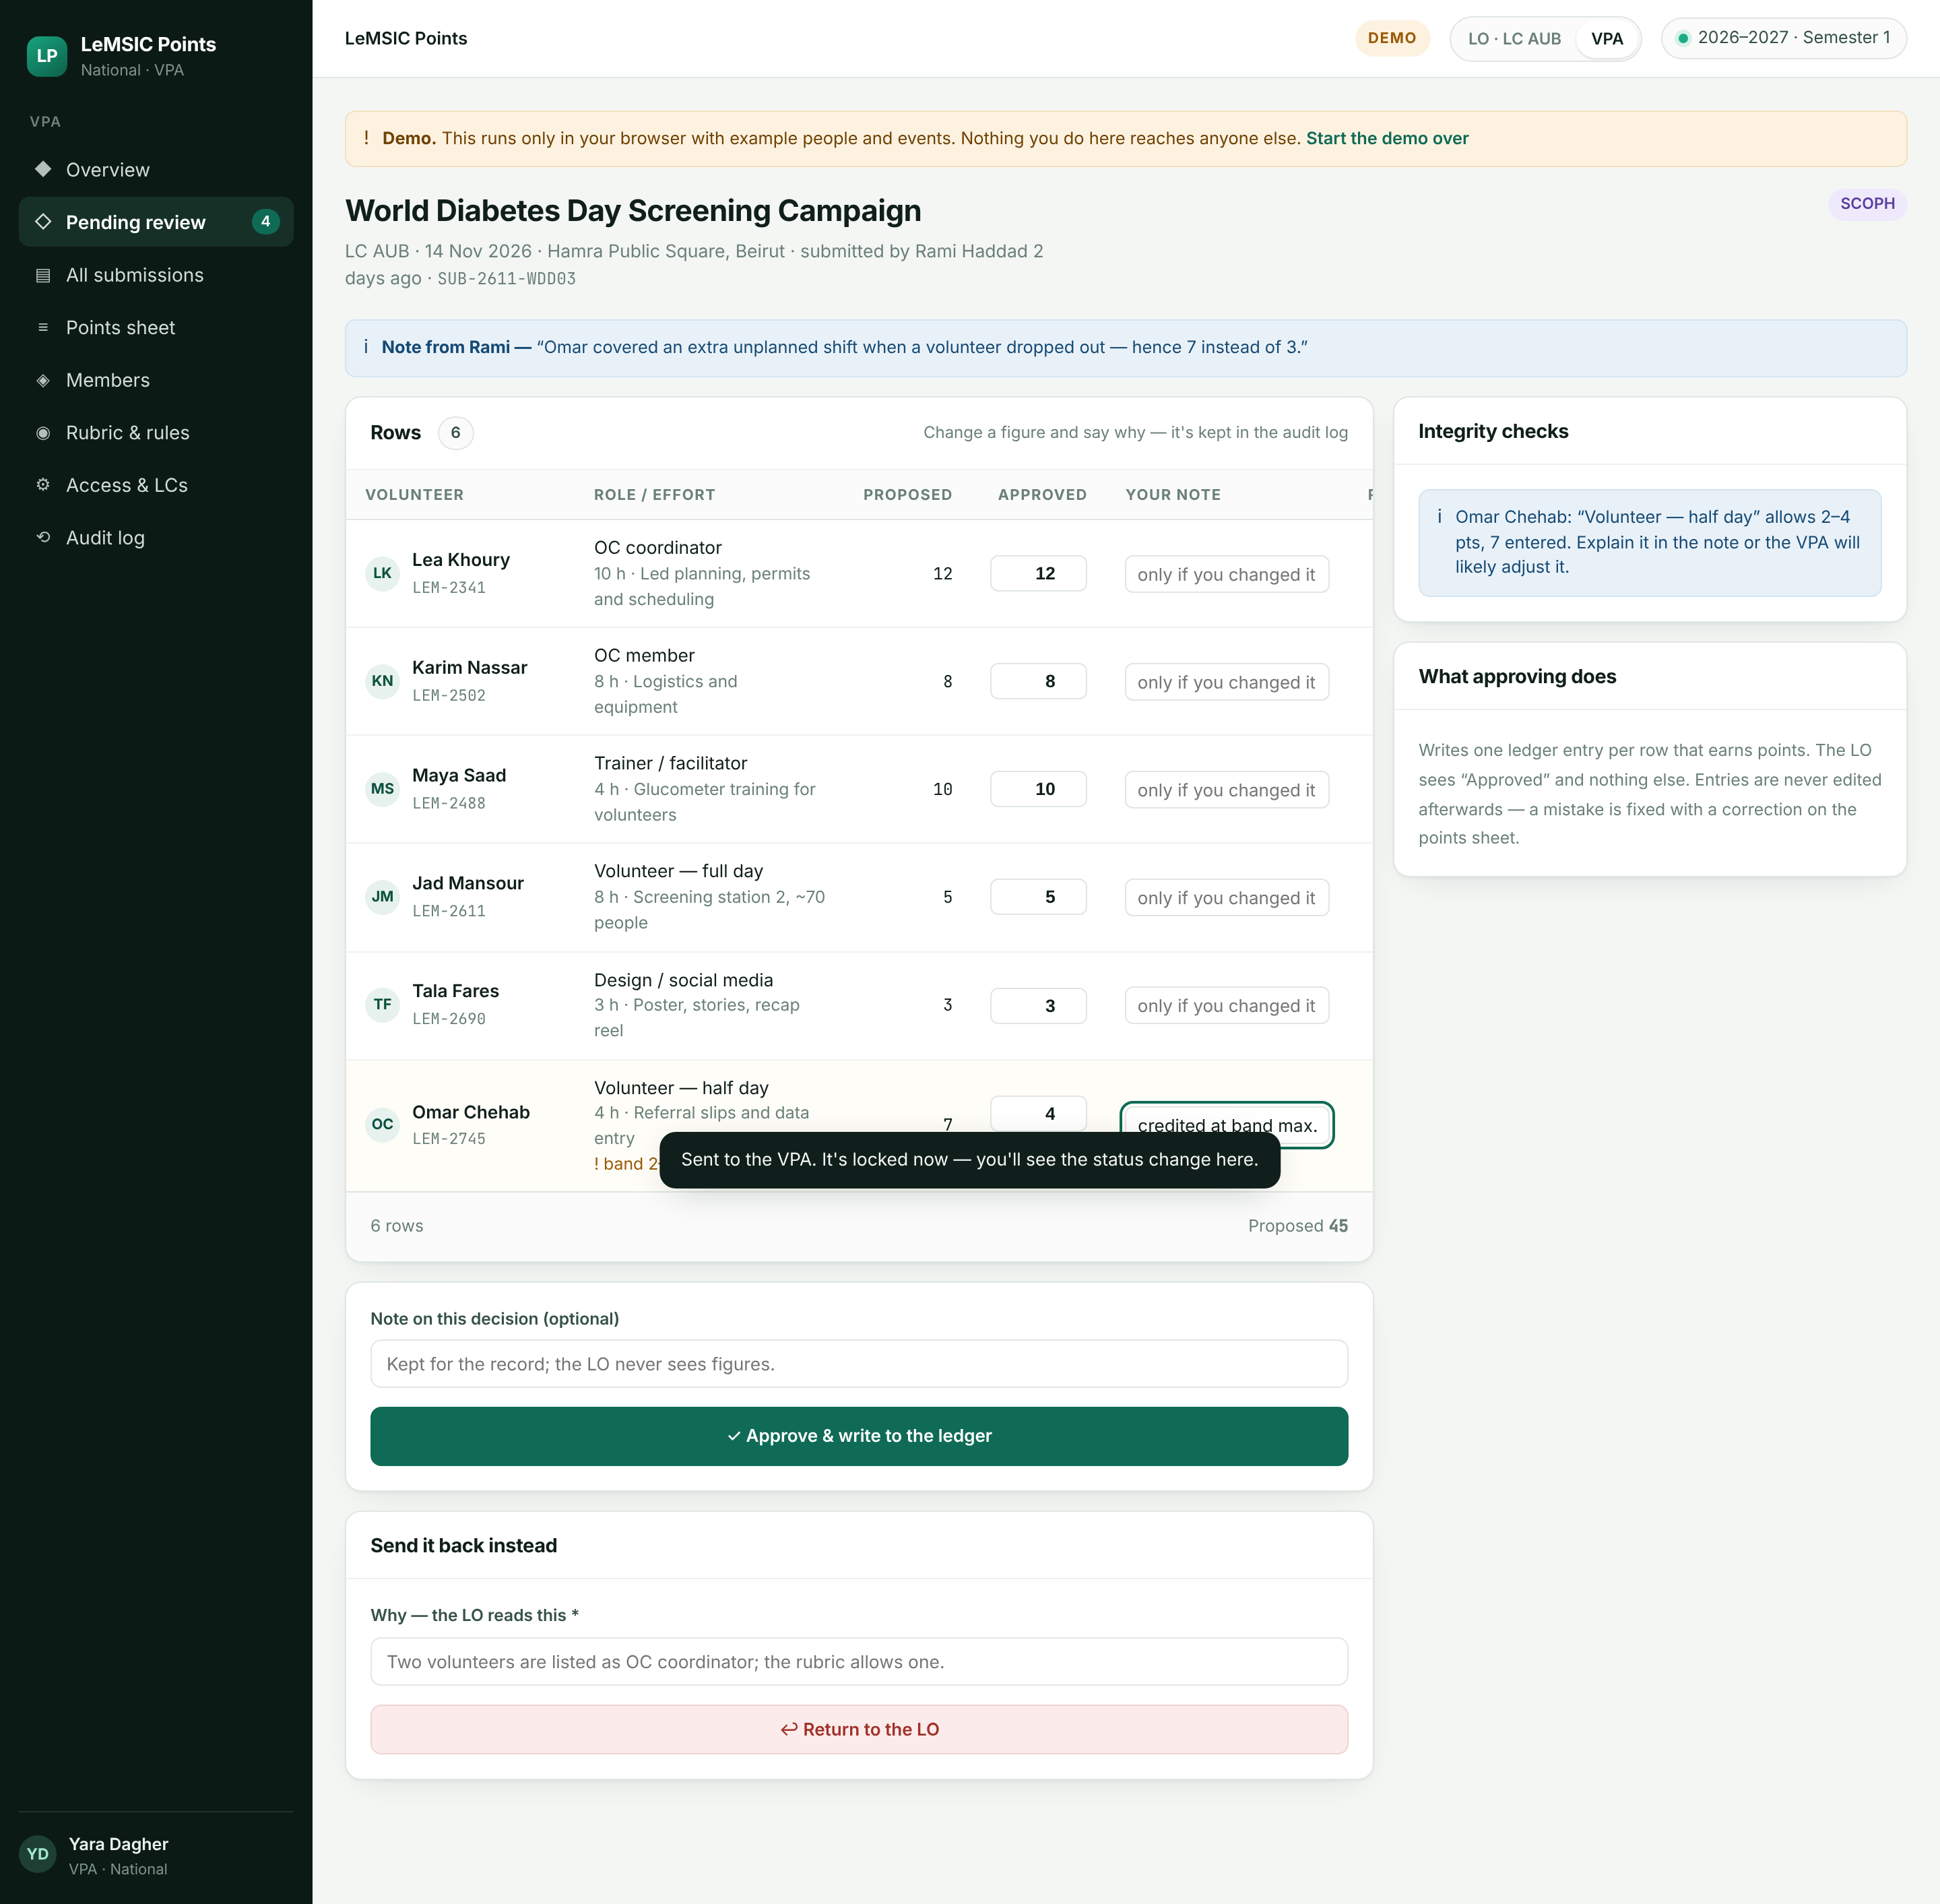 LP
LeMSIC Points
National · VPA
VPA
Overview
Pending review
4
All submissions
Points sheet
Members
Rubric & rules
Access & LCs
Audit log
YD
Yara Dagher
VPA · National
LeMSIC Points
DEMO
LO · LC AUB
VPA
2026–2027 · Semester 1
! Demo. This runs only in your browser with example people and events. Nothing you do here reaches anyone else. Start the demo over
World Diabetes Day Screening Campaign
SCOPH
LC AUB · 14 Nov 2026 · Hamra Public Square, Beirut · submitted by Rami Haddad 2
days ago · SUB-2611-WDD03
i Note from Rami — “Omar covered an extra unplanned shift when a volunteer dropped out — hence 7 instead of 3.”
Rows 6
Change a figure and say why — it's kept in the audit log
VOLUNTEER ROLE / EFFORT PROPOSED APPROVED YOUR NOTE
LK
Lea Khoury
LEM-2341
OC coordinator
10 h · Led planning, permits
and scheduling
12
12
only if you changed it
KN
Karim Nassar
LEM-2502
OC member
8 h · Logistics and
equipment
8
8
only if you changed it
MS
Maya Saad
LEM-2488
Trainer / facilitator
4 h · Glucometer training for
volunteers
10
10
only if you changed it
JM
Jad Mansour
LEM-2611
Volunteer — full day
8 h · Screening station 2, ~70
people
5
5
only if you changed it
TF
Tala Fares
LEM-2690
Design / social media
3 h · Poster, stories, recap
reel
3
3
only if you changed it
OC
Omar Chehab
LEM-2745
Volunteer — half day
4 h · Referral slips and data
entry
! band 2
7
4
credited at band max.
Sent to the VPA. It's locked now — you'll see the status change here.
6 rows
Proposed 45
Note on this decision (optional)
Kept for the record; the LO never sees figures.
✓ Approve & write to the ledger
Send it back instead
Why — the LO reads this *
Two volunteers are listed as OC coordinator; the rubric allows one.
↩ Return to the LO
Integrity checks
i Omar Chehab: “Volunteer — half day” allows 2–4
pts, 7 entered. Explain it in the note or the VPA will
likely adjust it.
What approving does
Writes one ledger entry per row that earns points. The LO
sees “Approved” and nothing else. Entries are never edited
afterwards — a mistake is fixed with a correction on the
points sheet.